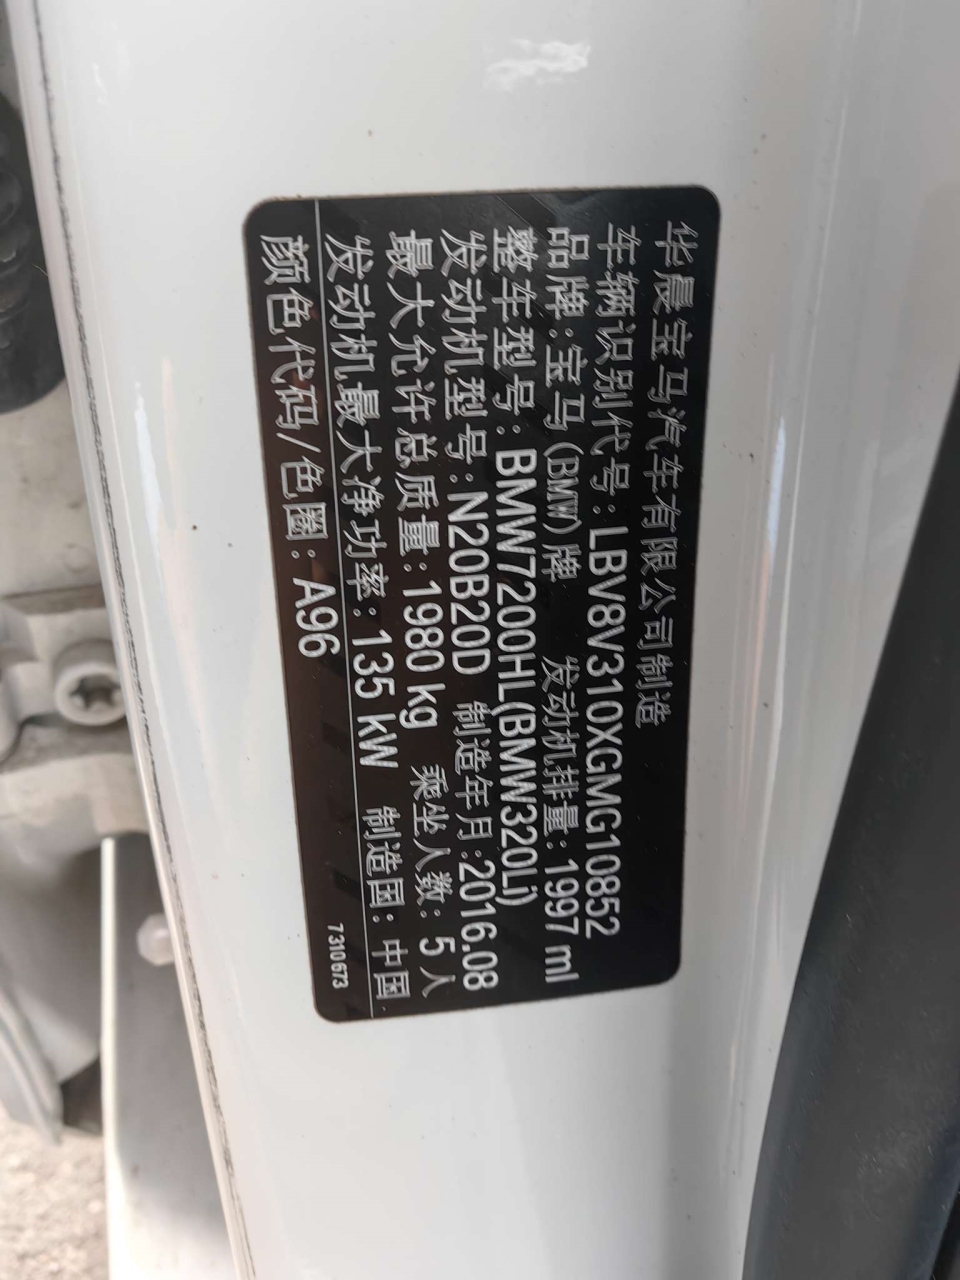 华晨宝马汽车有限公司制造
车辆识别代号：LBV8V310XGMG10852
品牌：宝马(BMW)牌 发动机排量：1997 ml
整车型号：BMW7200HL(BMW320Li)
发动机型号：N20B20D 制造年月：2016.08
最大允许总质量：1980 kg 乘坐人数：5 人
发动机最大净功率：135 kW 制造国：中国
颜色代码/色圈：A96 7310673